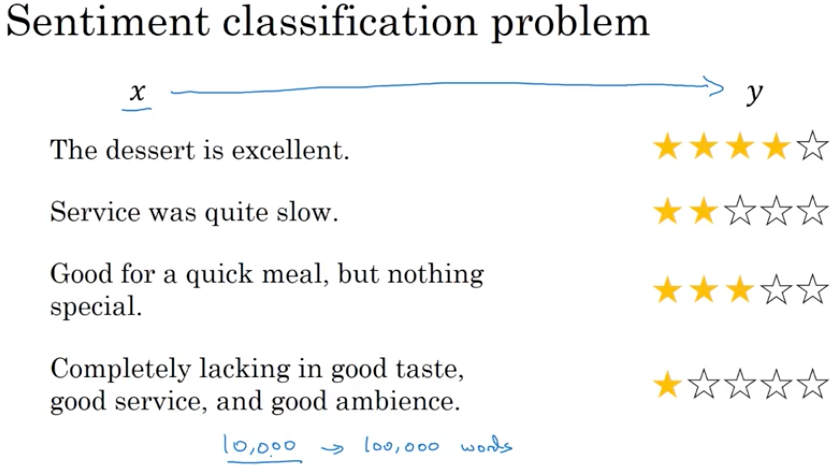 Sentiment classification problem
x → y
The dessert is excellent. ★★★★☆
Service was quite slow. ★★☆☆☆
Good for a quick meal, but nothing
special. ★★★☆☆
Completely lacking in good taste,
good service, and good ambience. ★☆☆☆☆
10,000 → 100,000 words